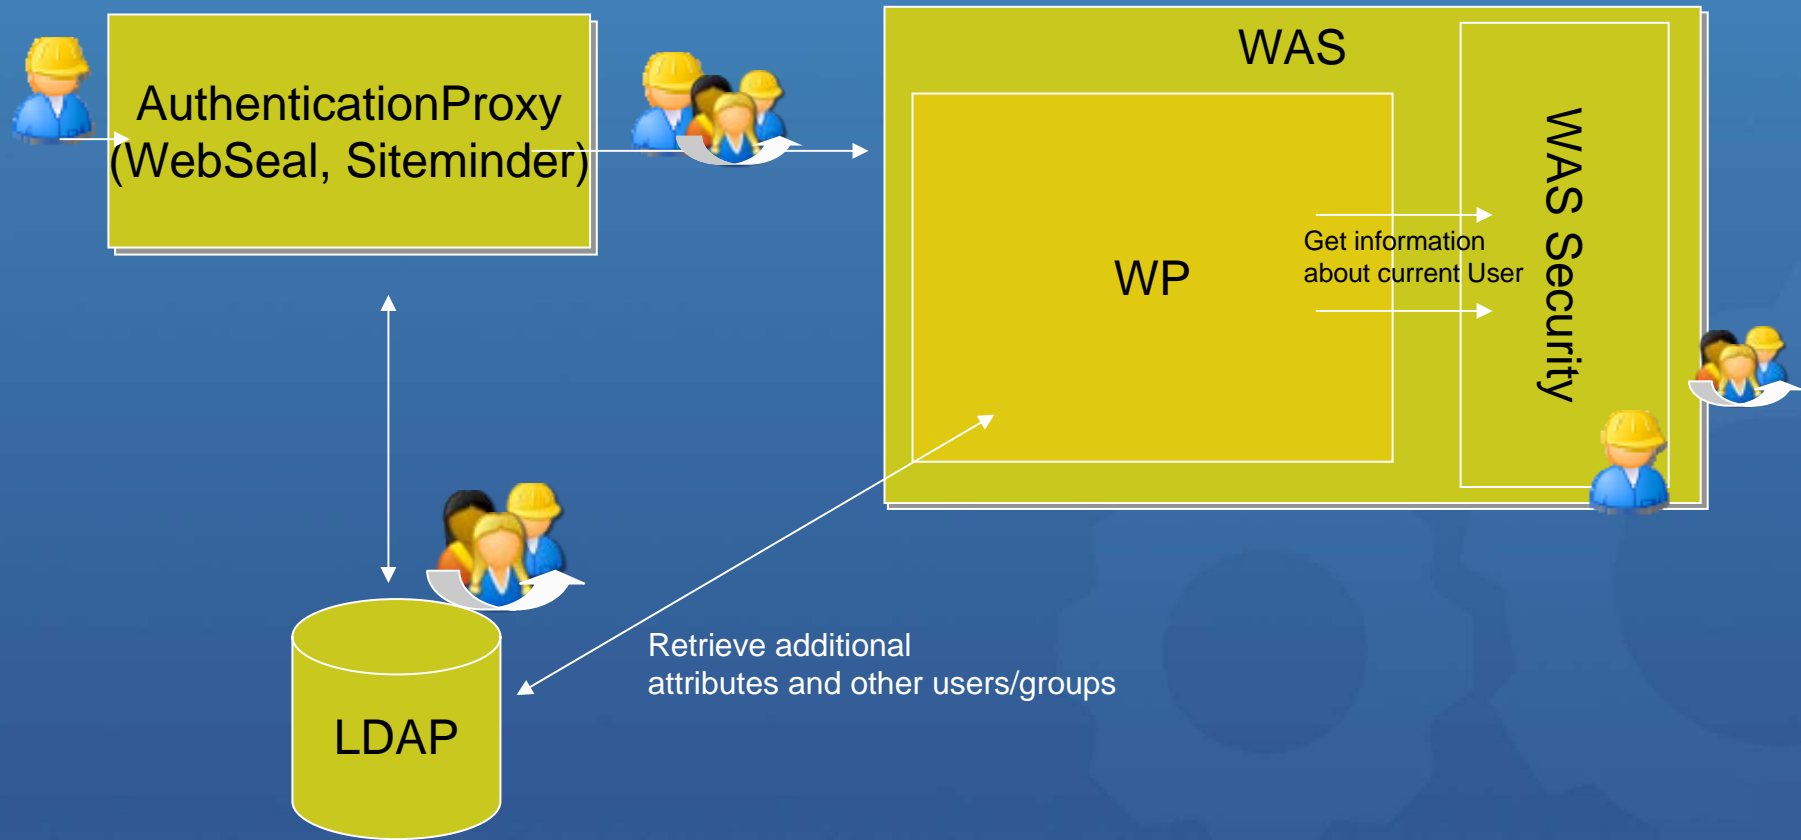 AuthenticationProxy
(WebSeal, Siteminder)
WAS
WP
Get information
about current User
WAS Security
Retrieve additional
attributes and other users/groups
LDAP